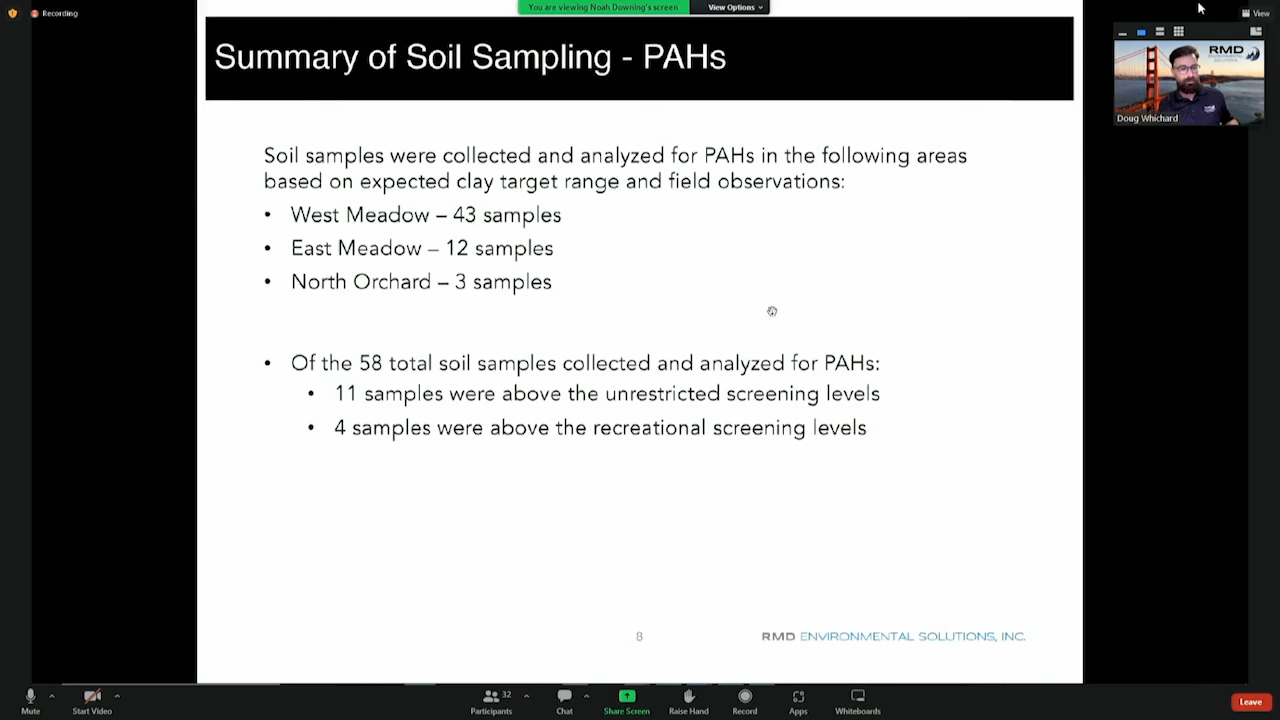 Recording
You are viewing Noah Downing's screen
View Options
View
Summary of Soil Sampling - PAHs
RMD
ENVIRONMENTAL SOLUTIONS
Doug Whichard
Soil samples were collected and analyzed for PAHs in the following areas
based on expected clay target range and field observations:
• West Meadow – 43 samples
• East Meadow – 12 samples
• North Orchard – 3 samples
• Of the 58 total soil samples collected and analyzed for PAHs:
• 11 samples were above the unrestricted screening levels
• 4 samples were above the recreational screening levels
8
RMD ENVIRONMENTAL SOLUTIONS, INC.
Mute
Start Video
32
Participants
Chat
Share Screen
Raise Hand
Record
Apps
Whiteboards
Leave